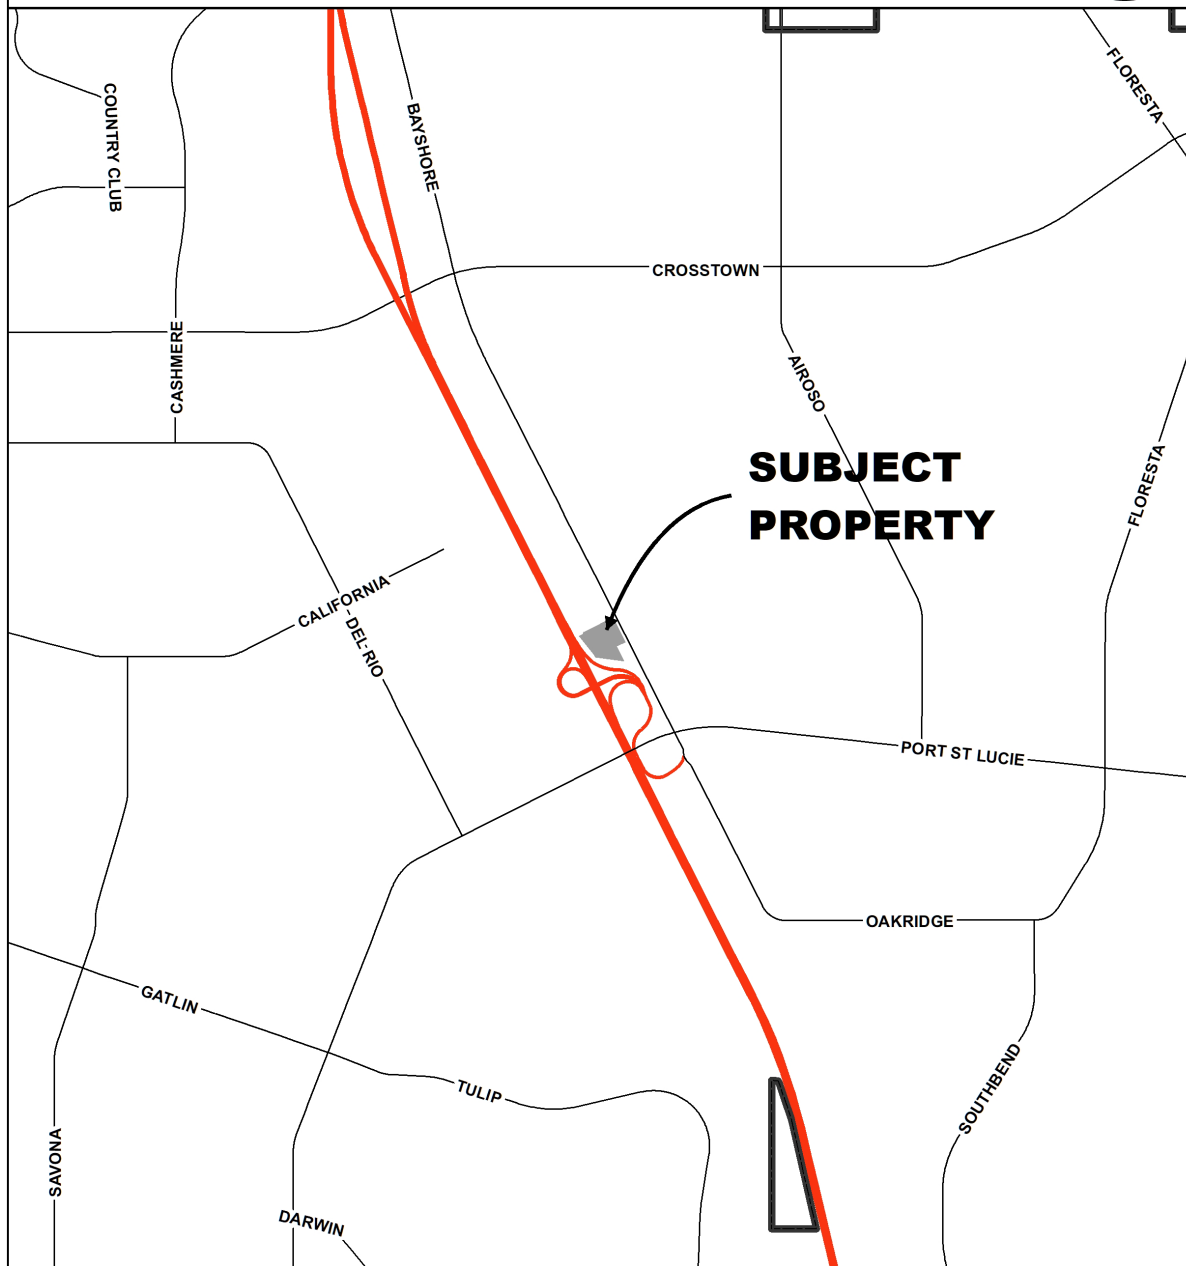 FLORESTA
COUNTRY CLUB
BAYSHORE
CROSSTOWN
CASHMERE
AIROSO
SUBJECT
PROPERTY
FLORESTA
CALIFORNIA
DEL RIO
PORT ST LUCIE
OAKRIDGE
GATLIN
TULIP
SOUTHBEND
SAVONA
DARWIN